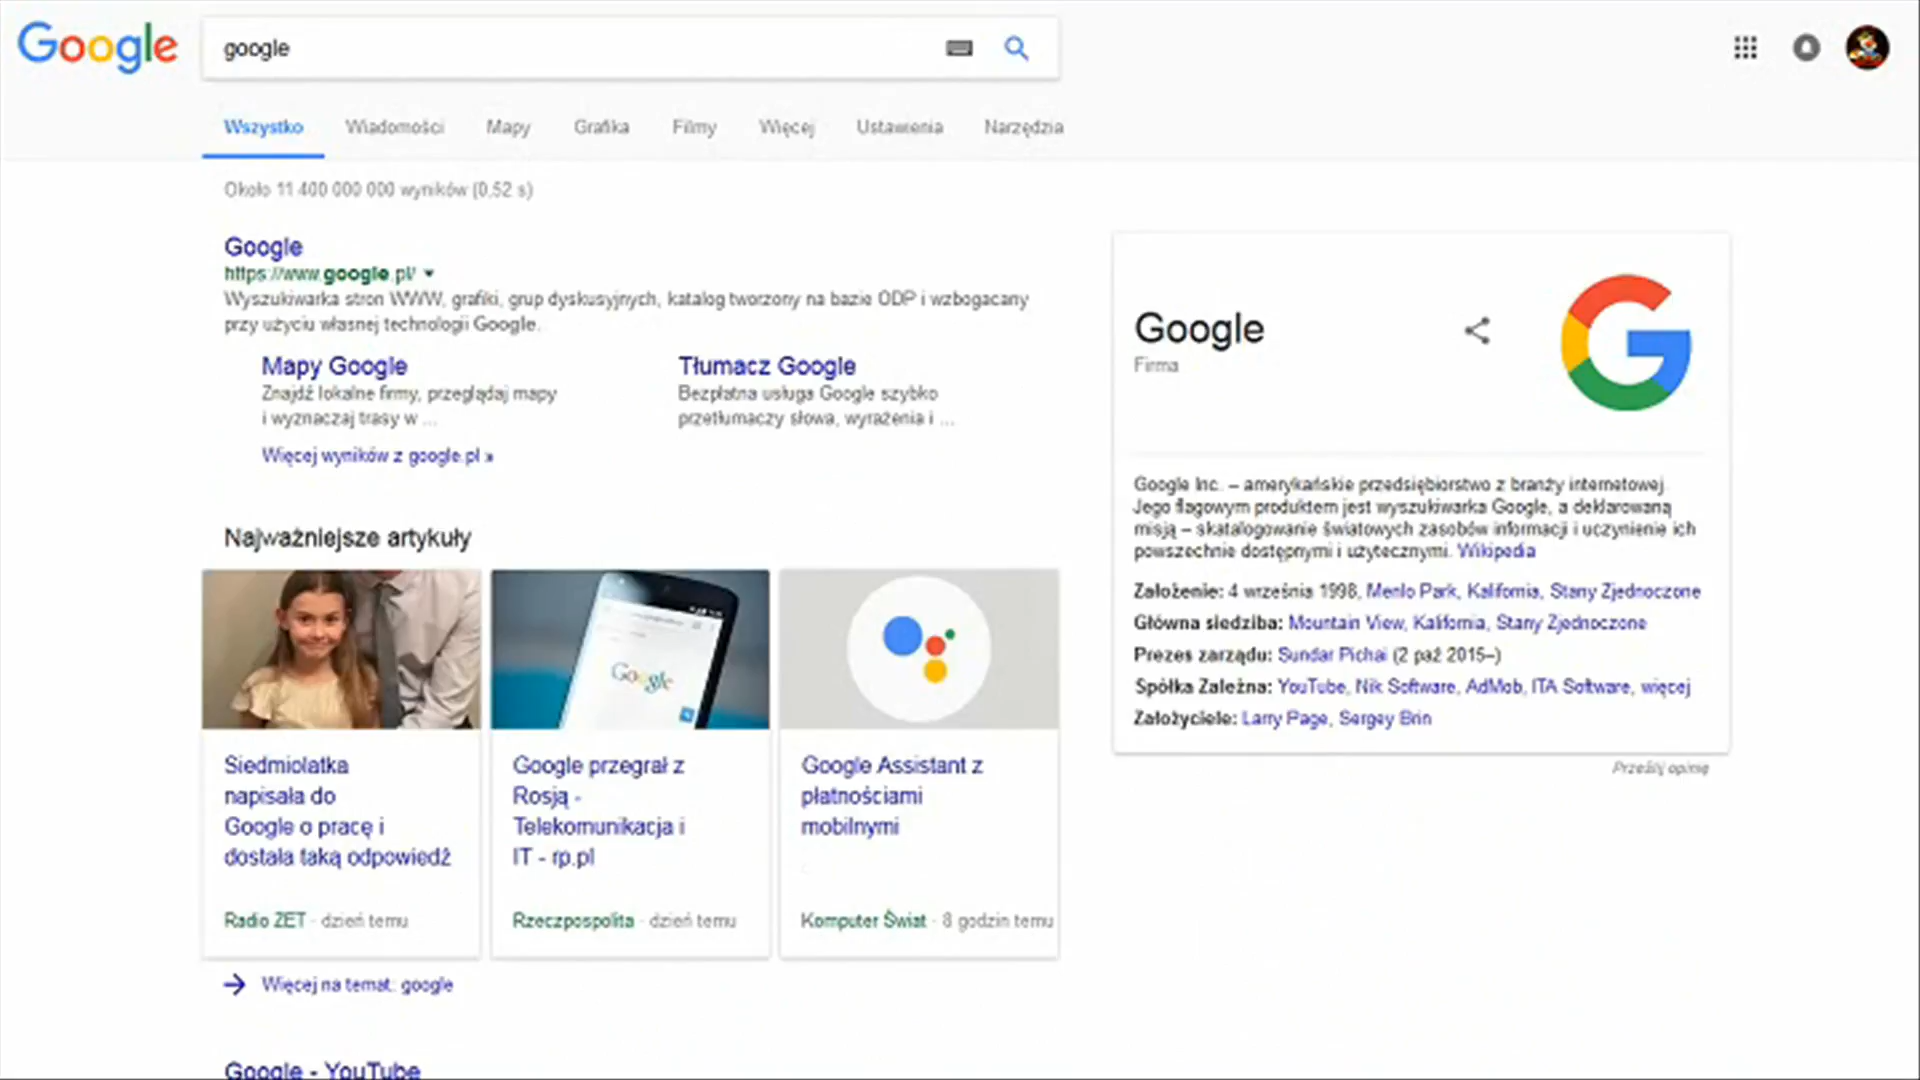 Google
google
Wszystko Wiadomości Mapy Grafika Filmy Więcej Ustawienia Narzędzia
Około 11 400 000 000 wyników (0,52 s)
Google
https://www.google.pl/
Wyszukiwarka stron WWW, grafiki, grup dyskusyjnych, katalog tworzony na bazie ODP i wzbogacany
przy użyciu własnej technologii Google.
Mapy Google
Znajdź lokalne firmy, przeglądaj mapy
i wyznaczaj trasy w ...
Tłumacz Google
Bezpłatna usługa Google szybko
przetłumaczy słowa, wyrażenia i ...
Więcej wyników z google.pl »
Najważniejsze artykuły
Google
Siedmiolatka
napisała do
Google o pracę i
dostała taką odpowiedź
Radio ZET - dzień temu
Google przegrał z
Rosją -
Telekomunikacja i
IT - rp.pl
Rzeczpospolita - dzień temu
Google Assistant z
płatnościami
mobilnymi
Komputer Świat - 8 godzin temu
Więcej na temat: google
Google - YouTube
Google
Firma
Google Inc. – amerykańskie przedsiębiorstwo z branży internetowej.
Jego flagowym produktem jest wyszukiwarka Google, a deklarowaną
misją – skatalogowanie światowych zasobów informacji i uczynienie ich
powszechnie dostępnymi i użytecznymi. Wikipedia
Założenie: 4 września 1998, Menlo Park, Kalifornia, Stany Zjednoczone
Główna siedziba: Mountain View, Kalifornia, Stany Zjednoczone
Prezes zarządu: Sundar Pichai (2 paź 2015–)
Spółka Zależna: YouTube, Nik Software, AdMob, ITA Software, więcej
Założyciele: Larry Page, Sergey Brin
Prześlij opinię